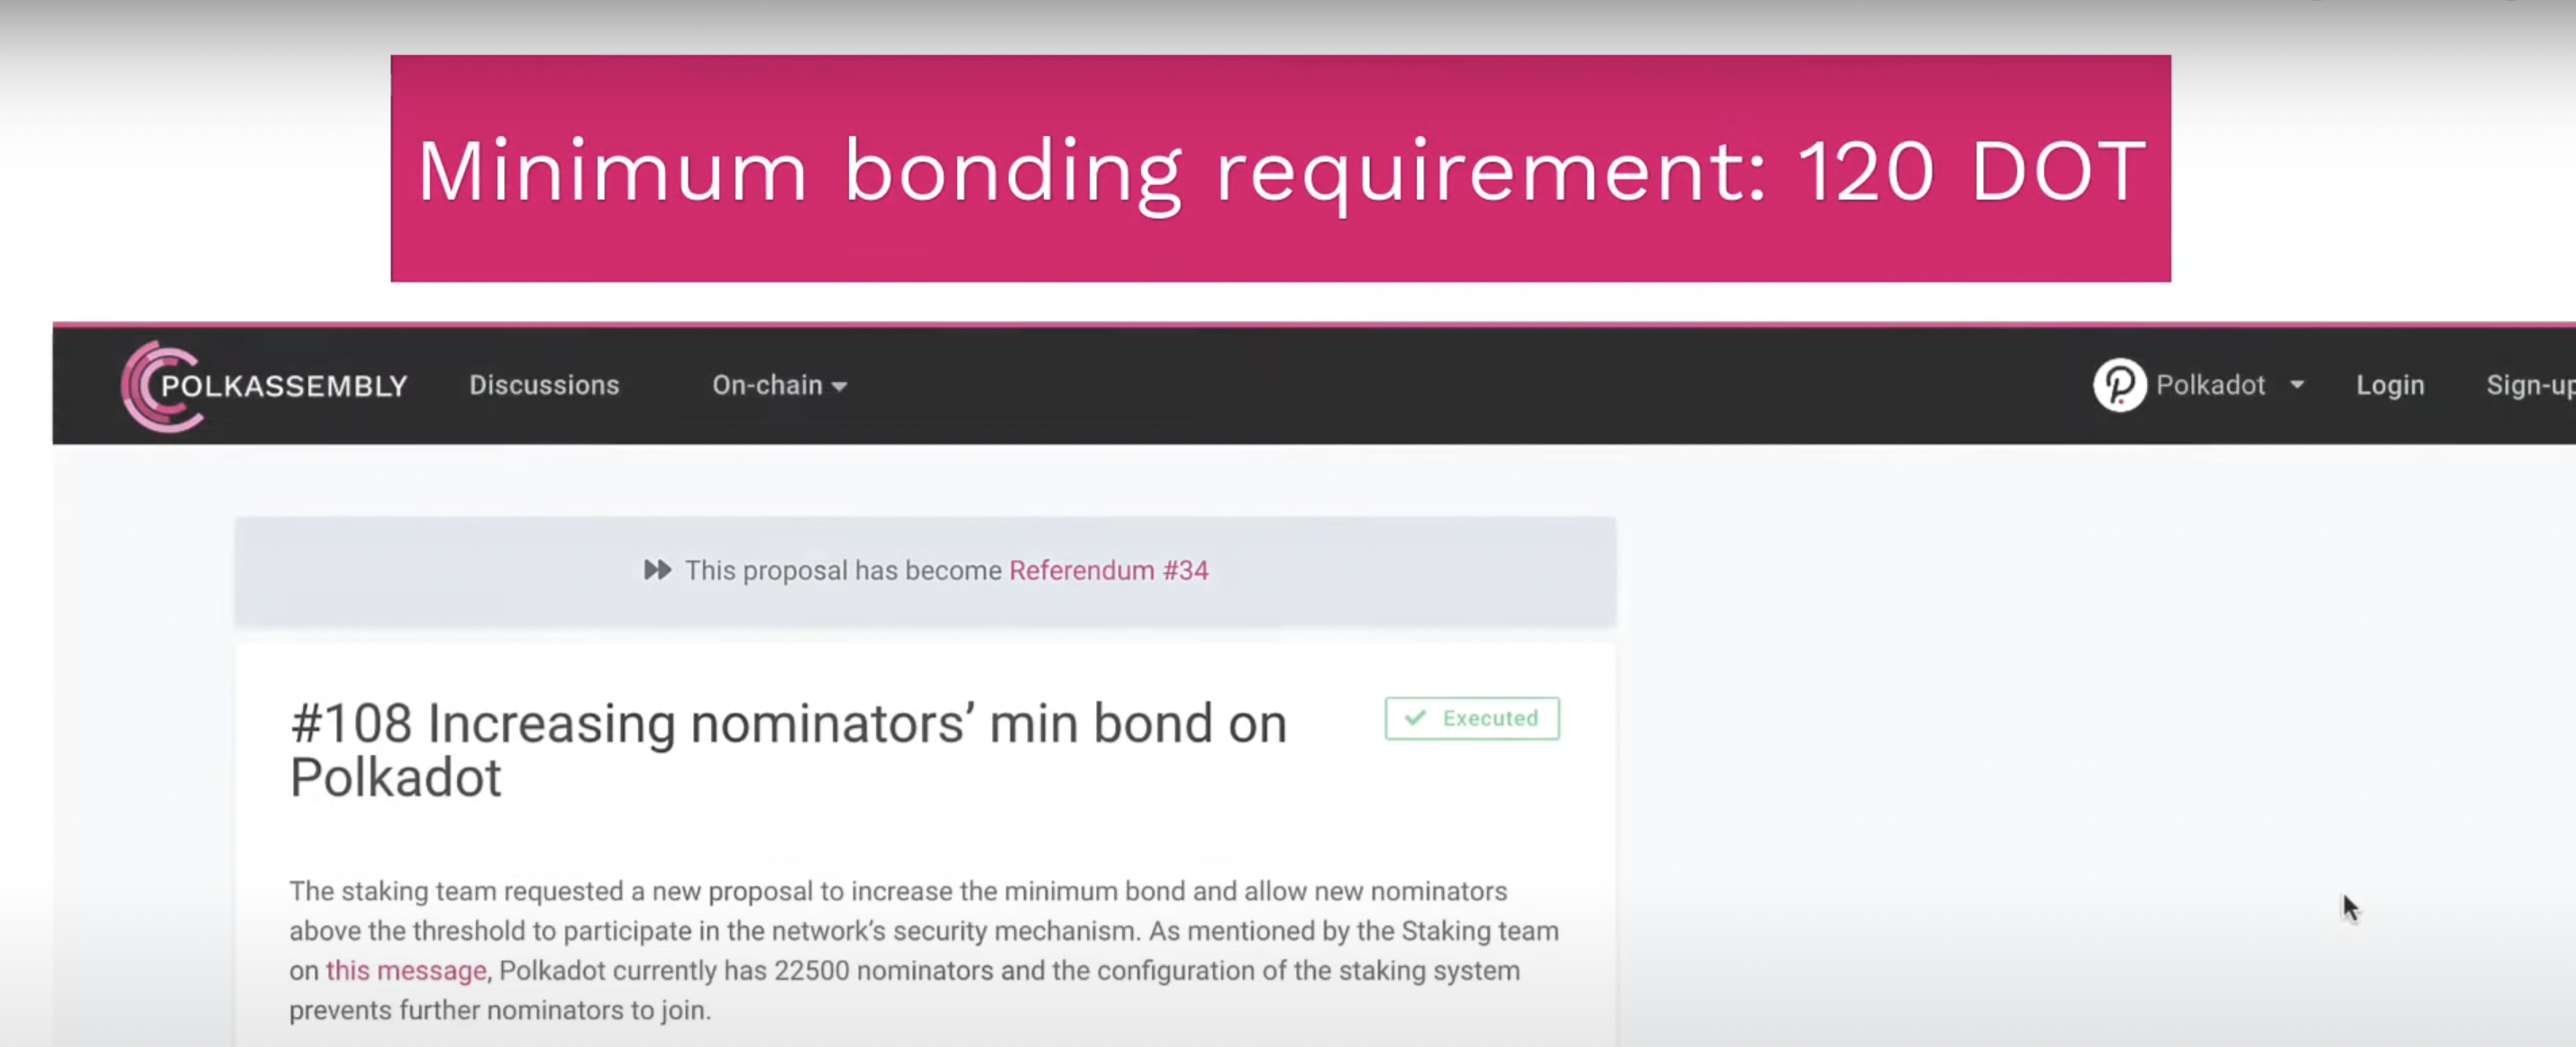 Minimum bonding requirement: 120 DOT
POLKASSEMBLY Discussions On-chain Polkadot Login Sign-up
This proposal has become Referendum #34
#108 Increasing nominators’ min bond on Executed
Polkadot
The staking team requested a new proposal to increase the minimum bond and allow new nominators
above the threshold to participate in the network’s security mechanism. As mentioned by the Staking team
on this message, Polkadot currently has 22500 nominators and the configuration of the staking system
prevents further nominators to join.